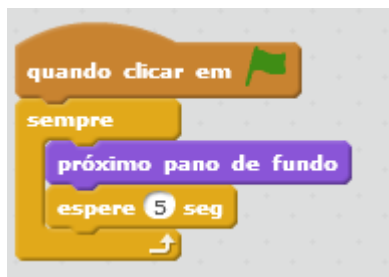 quando clicar em
sempre
próximo pano de fundo
espere 5 seg